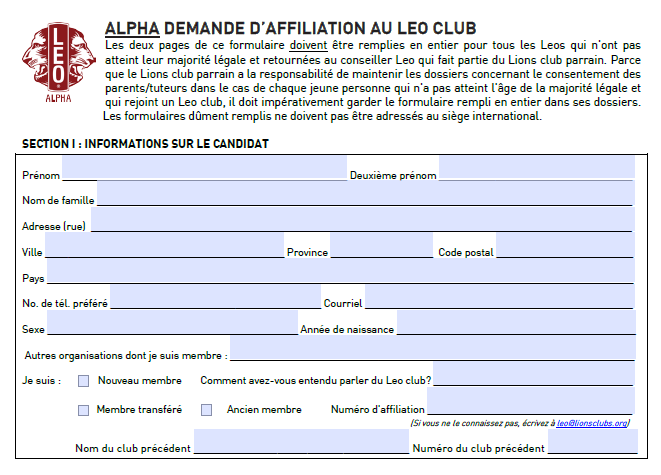 LEO
ALPHA
ALPHA DEMANDE D'AFFILIATION AU LEO CLUB
Les deux pages de ce formulaire doivent être remplies en entier pour tous les Leos qui n'ont pas
atteint leur majorité légale et retournées au conseiller Leo qui fait partie du Lions club parrain. Parce
que le Lions club parrain a la responsabilité de maintenir les dossiers concernant le consentement des
parents/tuteurs dans le cas de chaque jeune personne qui n'a pas atteint l'âge de la majorité légale et
qui rejoint un Leo club, il doit impérativement garder le formulaire rempli en entier dans ses dossiers.
Les formulaires dûment remplis ne doivent pas être adressés au siège international.
SECTION I : INFORMATIONS SUR LE CANDIDAT
Prénom Deuxième prénom
Nom de famille
Adresse (rue)
Ville Province Code postal
Pays
No. de tél. préféré Courriel
Sexe Année de naissance
Autres organisations dont je suis membre :
Je suis : Nouveau membre Comment avez-vous entendu parler du Leo club?
Membre transféré Ancien membre Numéro d'affiliation
(Si vous ne le connaissez pas, écrivez à leo@lionsclubs.org)
Nom du club précédent Numéro du club précédent